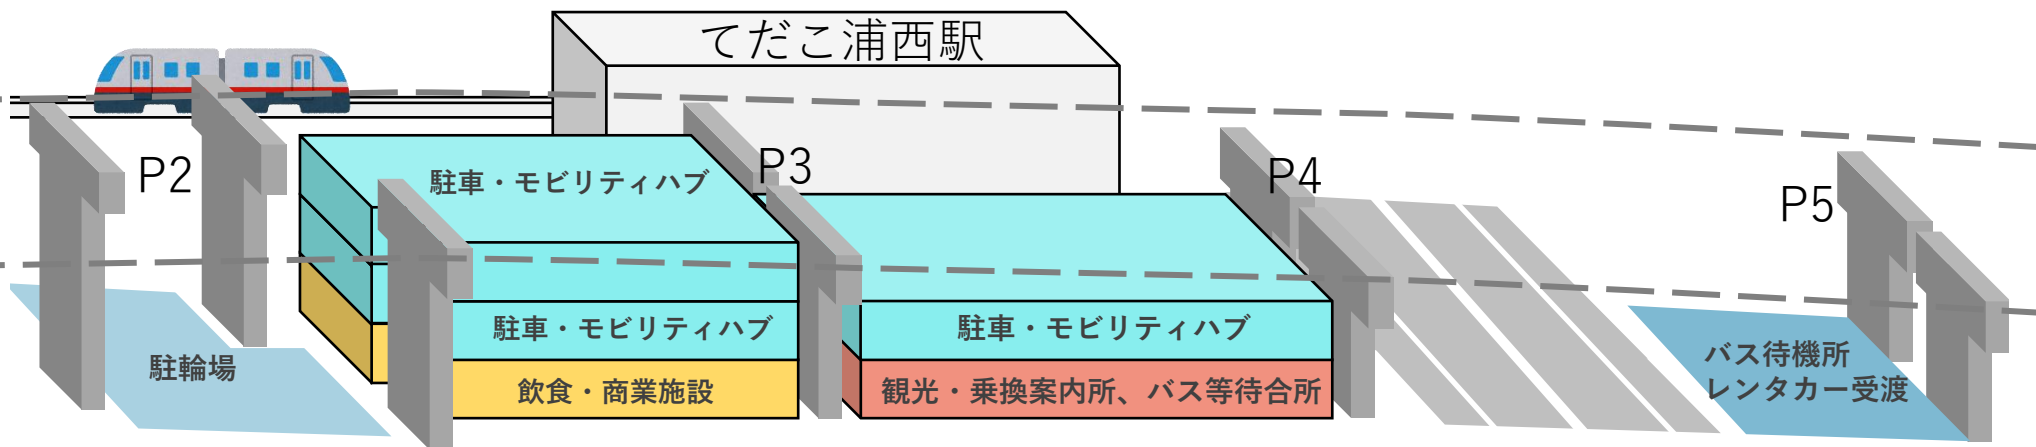 てだこ浦西駅
P2
P3
P4
P5
駐車・モビリティハブ
駐車・モビリティハブ
駐車・モビリティハブ
駐輪場
飲食・商業施設
観光・乗換案内所、バス等待合所
バス待機所
レンタカー受渡